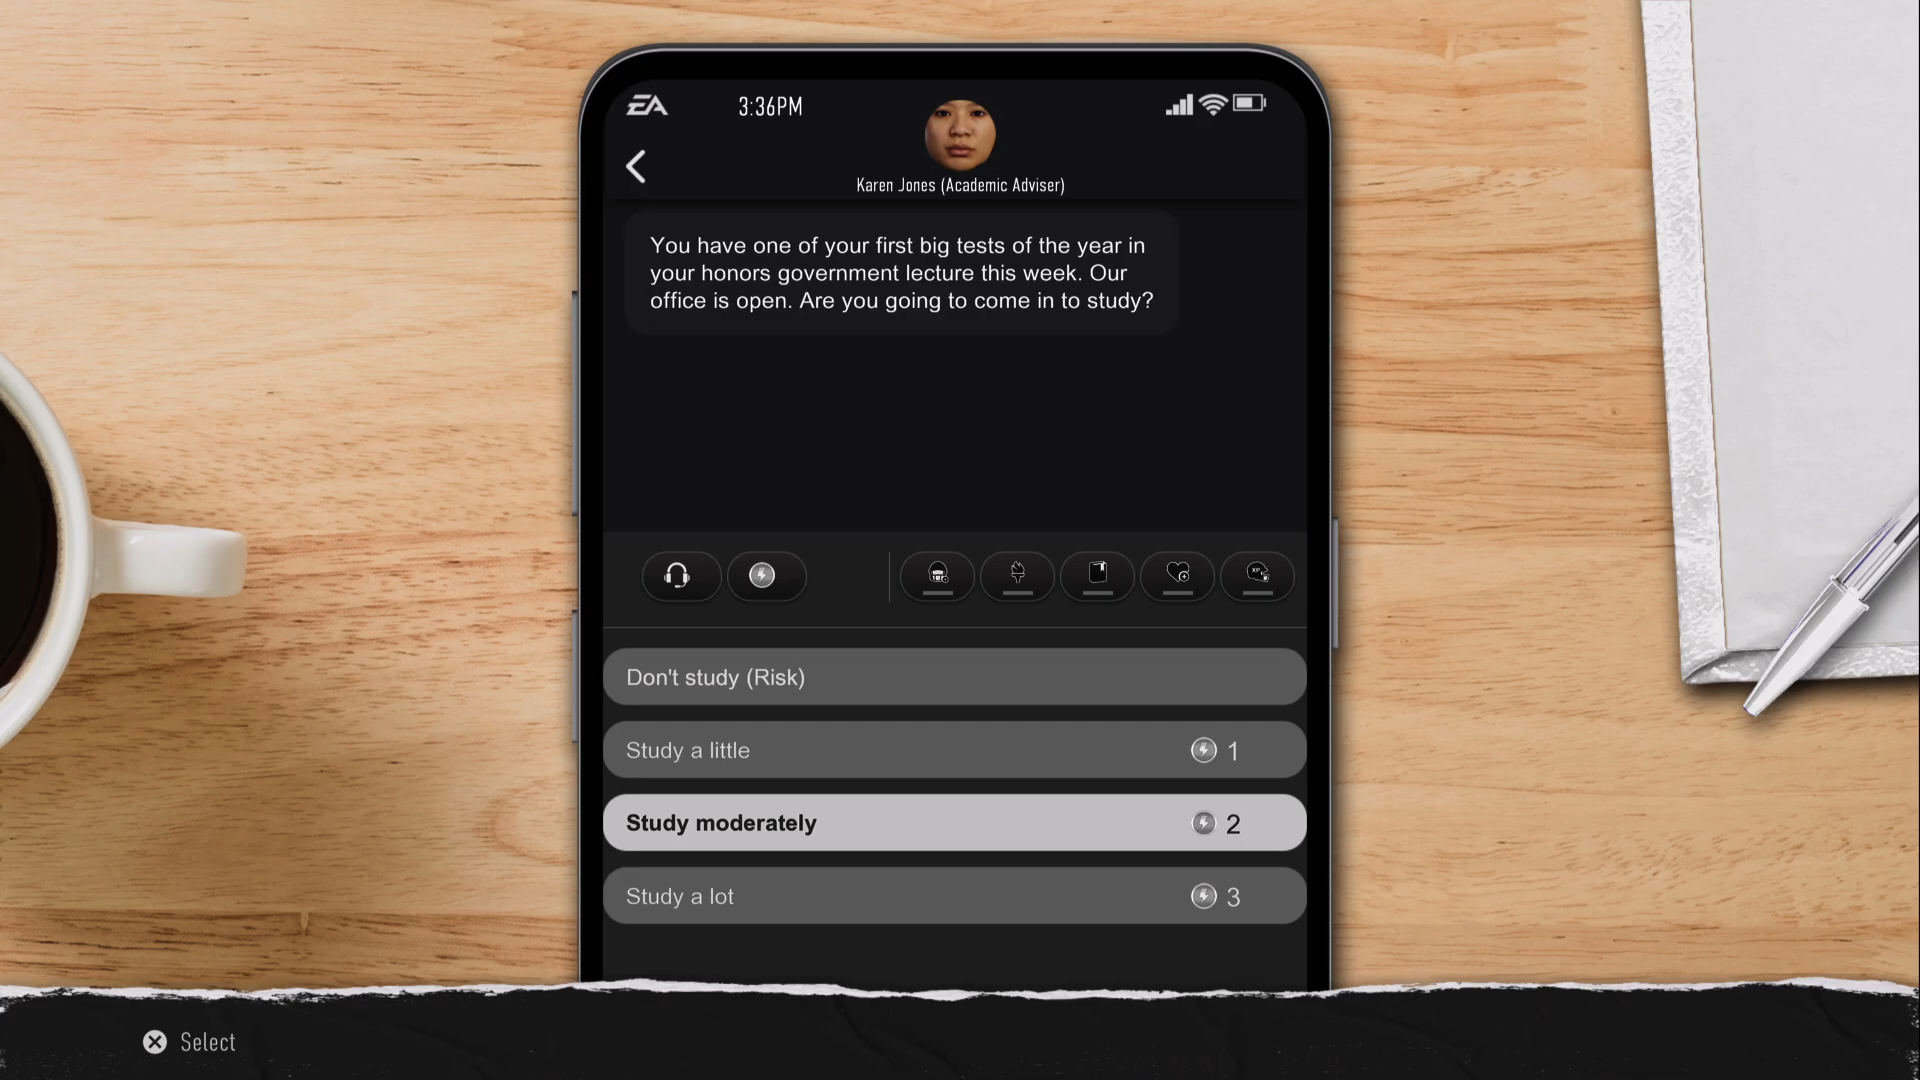 EA
3:36PM
Karen Jones (Academic Adviser)
You have one of your first big tests of the year in
your honors government lecture this week. Our
office is open. Are you going to come in to study?
XP
Don't study (Risk)
Study a little 1
Study moderately 2
Study a lot 3
Select